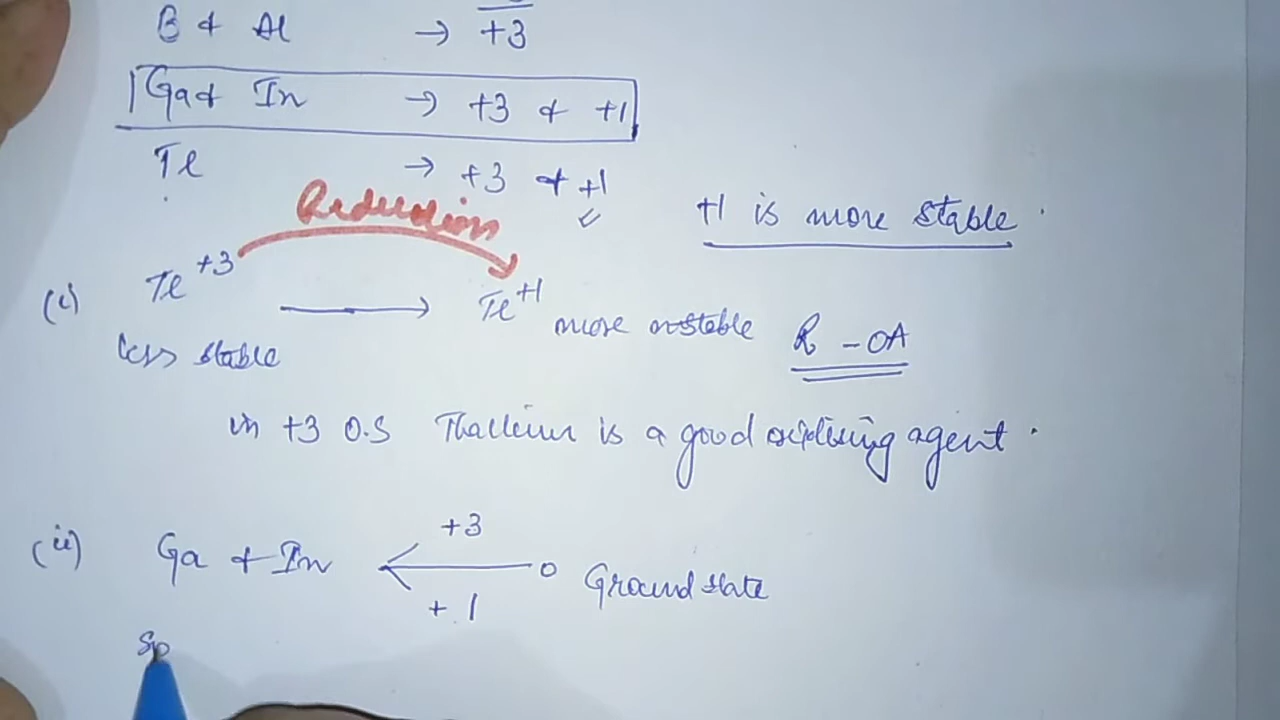 B & Al → +3
Ga & In → +3 & +1
Tl → +3 & +1
Reduction
+1 is more stable.
(i) Tl +3 → Tl +1
less stable more stable R - OA
in +3 O.S Thallium is a good oxidising agent.
+3
(ii) Ga & In 0 Ground state
+1
Sp